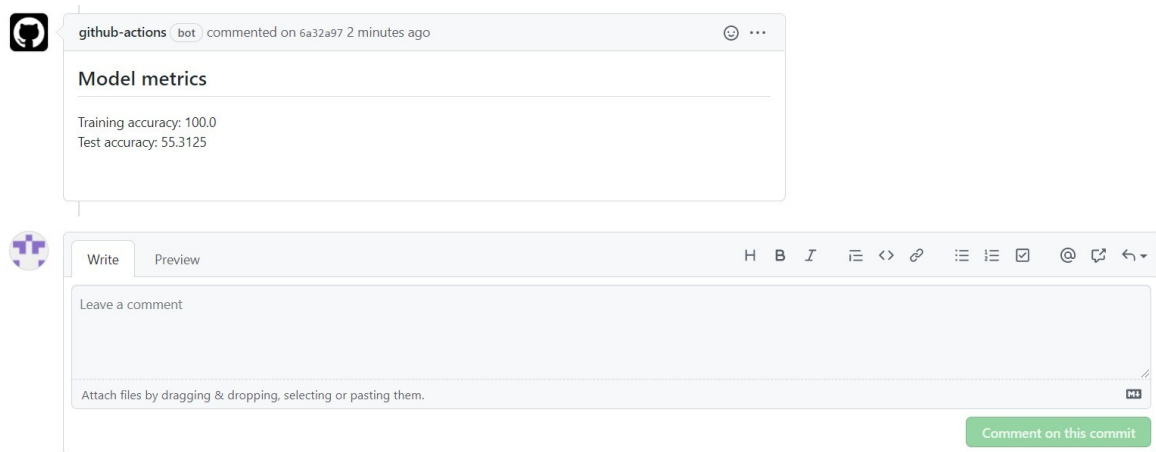 github-actions bot commented on 6a32a97 2 minutes ago
Model metrics
Training accuracy: 100.0
Test accuracy: 55.3125
Write Preview
Leave a comment
Attach files by dragging & dropping, selecting or pasting them.
Comment on this commit